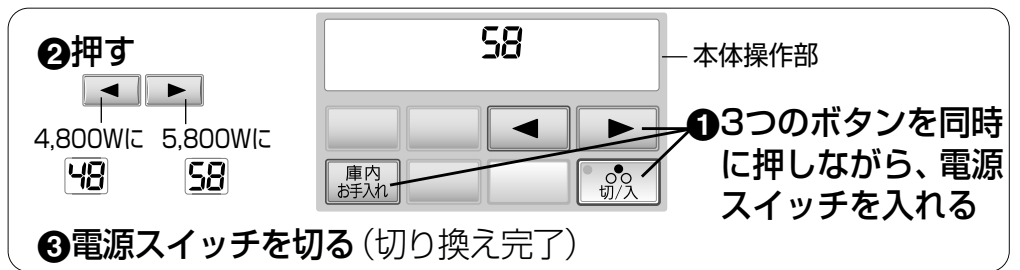 ❷押す
◀ ▶
4,800Wに 5,800Wに
48 58
58
本体操作部
◀ ▶
庫内
お手入れ
切/入
❶3つのボタンを同時
に押しながら、電源
スイッチを入れる
❸電源スイッチを切る（切り換え完了）